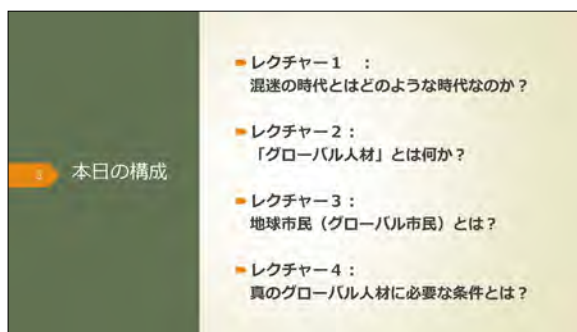 レクチャー１　：
混迷の時代とはどのような時代なのか？
レクチャー２：
「グローバル人材」とは何か？
3
本日の構成
レクチャー３：
地球市民（グローバル市民）とは？
レクチャー４：
真のグローバル人材に必要な条件とは？